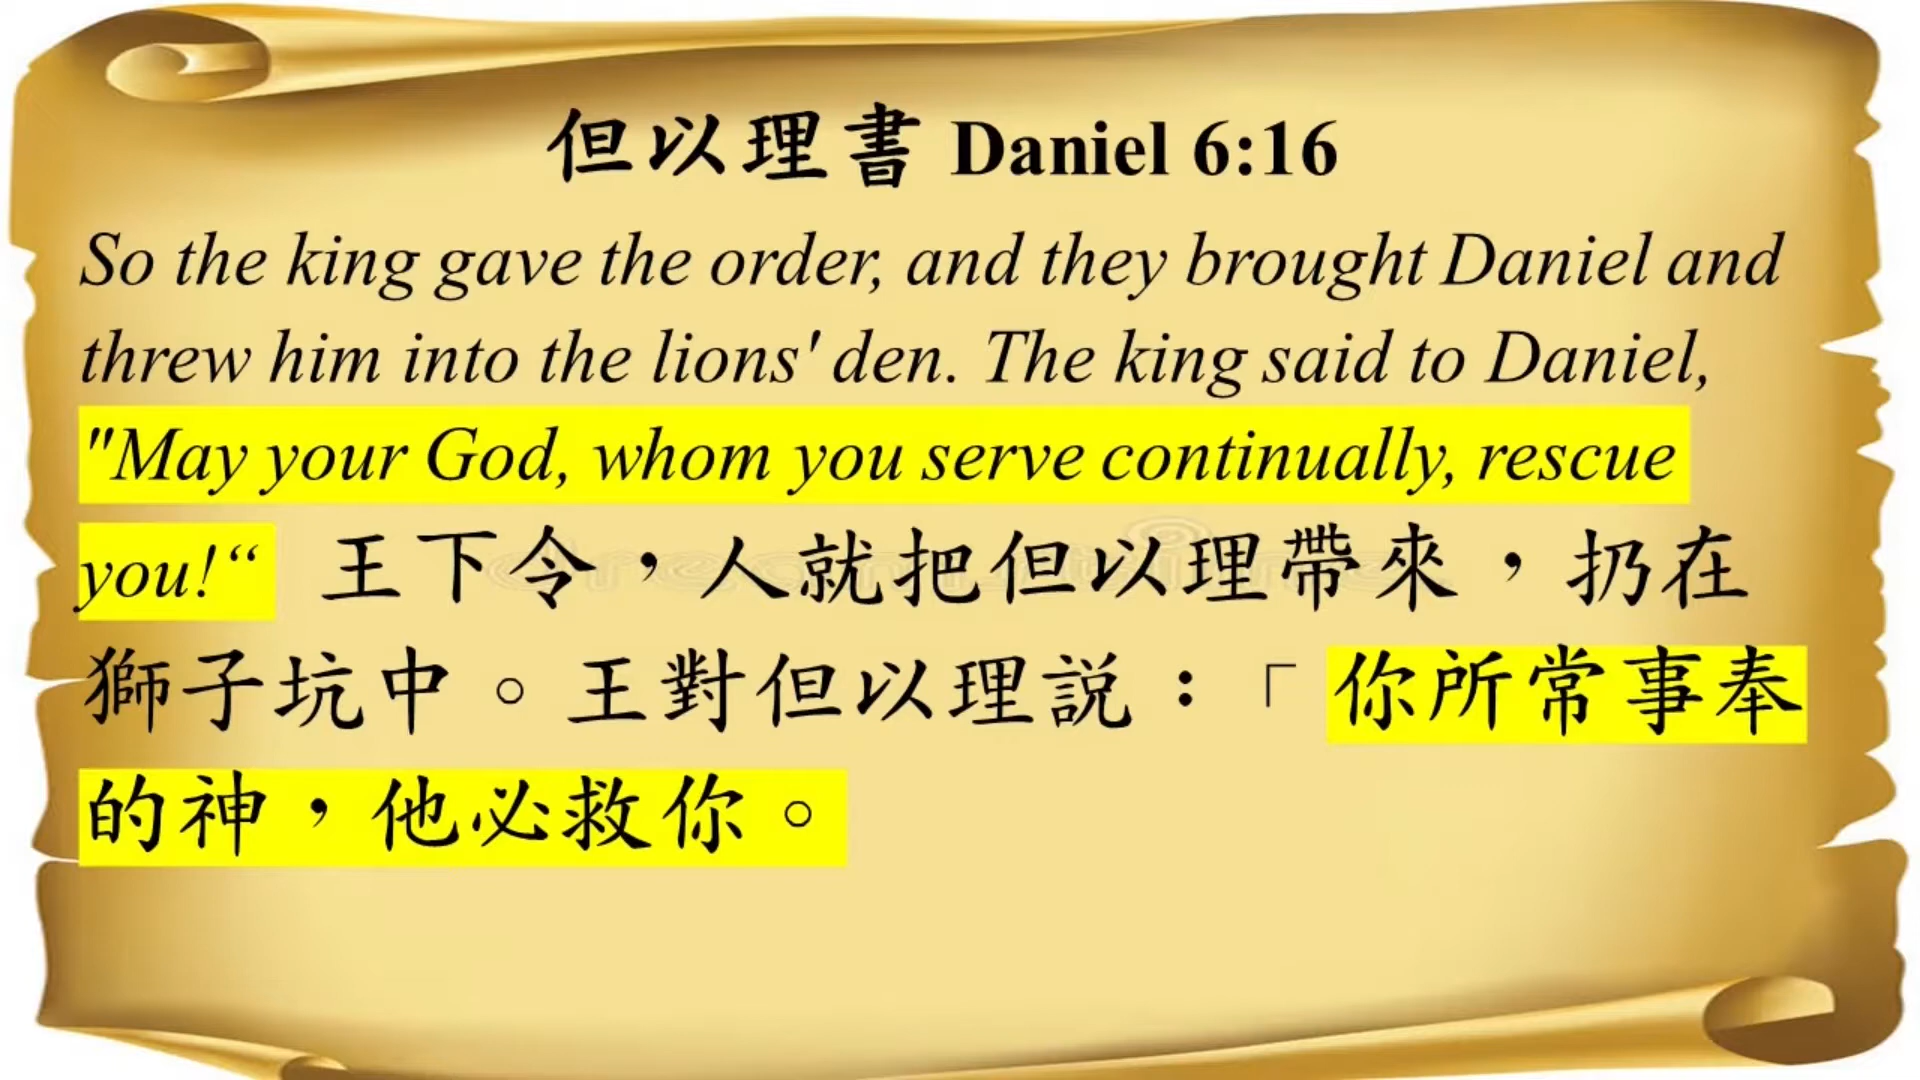 但以理書 Daniel 6:16
So the king gave the order, and they brought Daniel and
threw him into the lions' den. The king said to Daniel,
"May your God, whom you serve continually, rescue
you!“ 王下令，人就把但以理帶來，扔在
獅子坑中。王對但以理説：「你所常事奉
的神，他必救你。